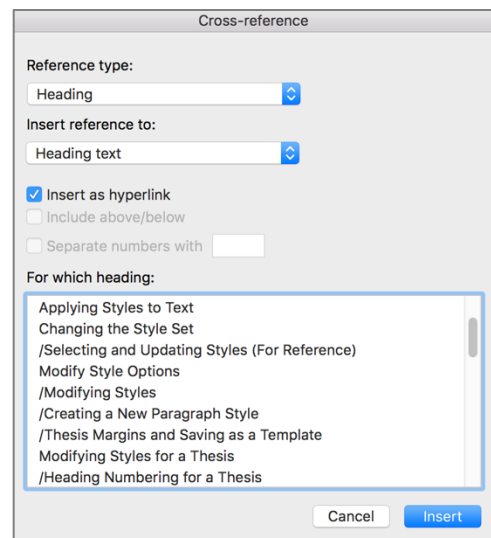 Cross-reference
Reference type:
Heading
Insert reference to:
Heading text
Insert as hyperlink
Include above/below
Separate numbers with
For which heading:
Applying Styles to Text
Changing the Style Set
/Selecting and Updating Styles (For Reference)
Modify Style Options
/Modifying Styles
/Creating a New Paragraph Style
/Thesis Margins and Saving as a Template
Modifying Styles for a Thesis
/Heading Numbering for a Thesis
Cancel Insert